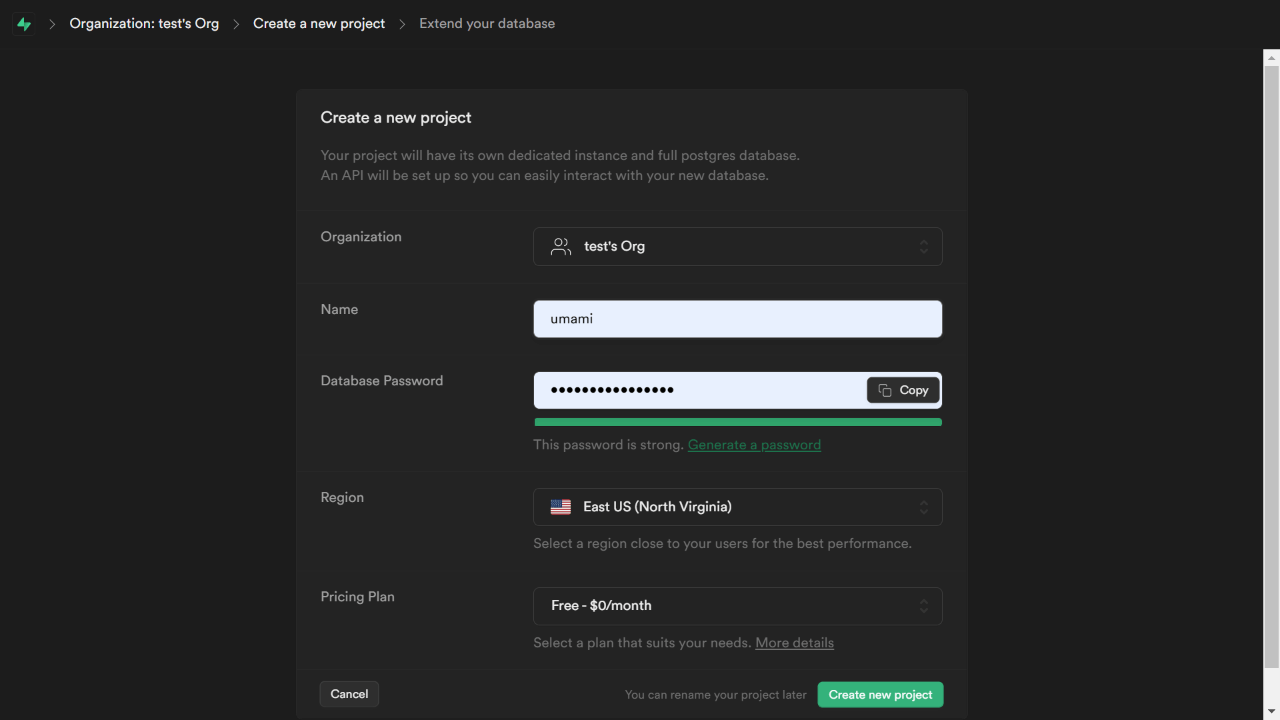 Organization: test's Org > Create a new project > Extend your database
Create a new project
Your project will have its own dedicated instance and full postgres database.
An API will be set up so you can easily interact with your new database.
Organization
test's Org
Name
umami
Database Password
••••••••••••••••
Copy
This password is strong. Generate a password
Region
East US (North Virginia)
Select a region close to your users for the best performance.
Pricing Plan
Free - $0/month
Select a plan that suits your needs. More details
Cancel
You can rename your project later
Create new project